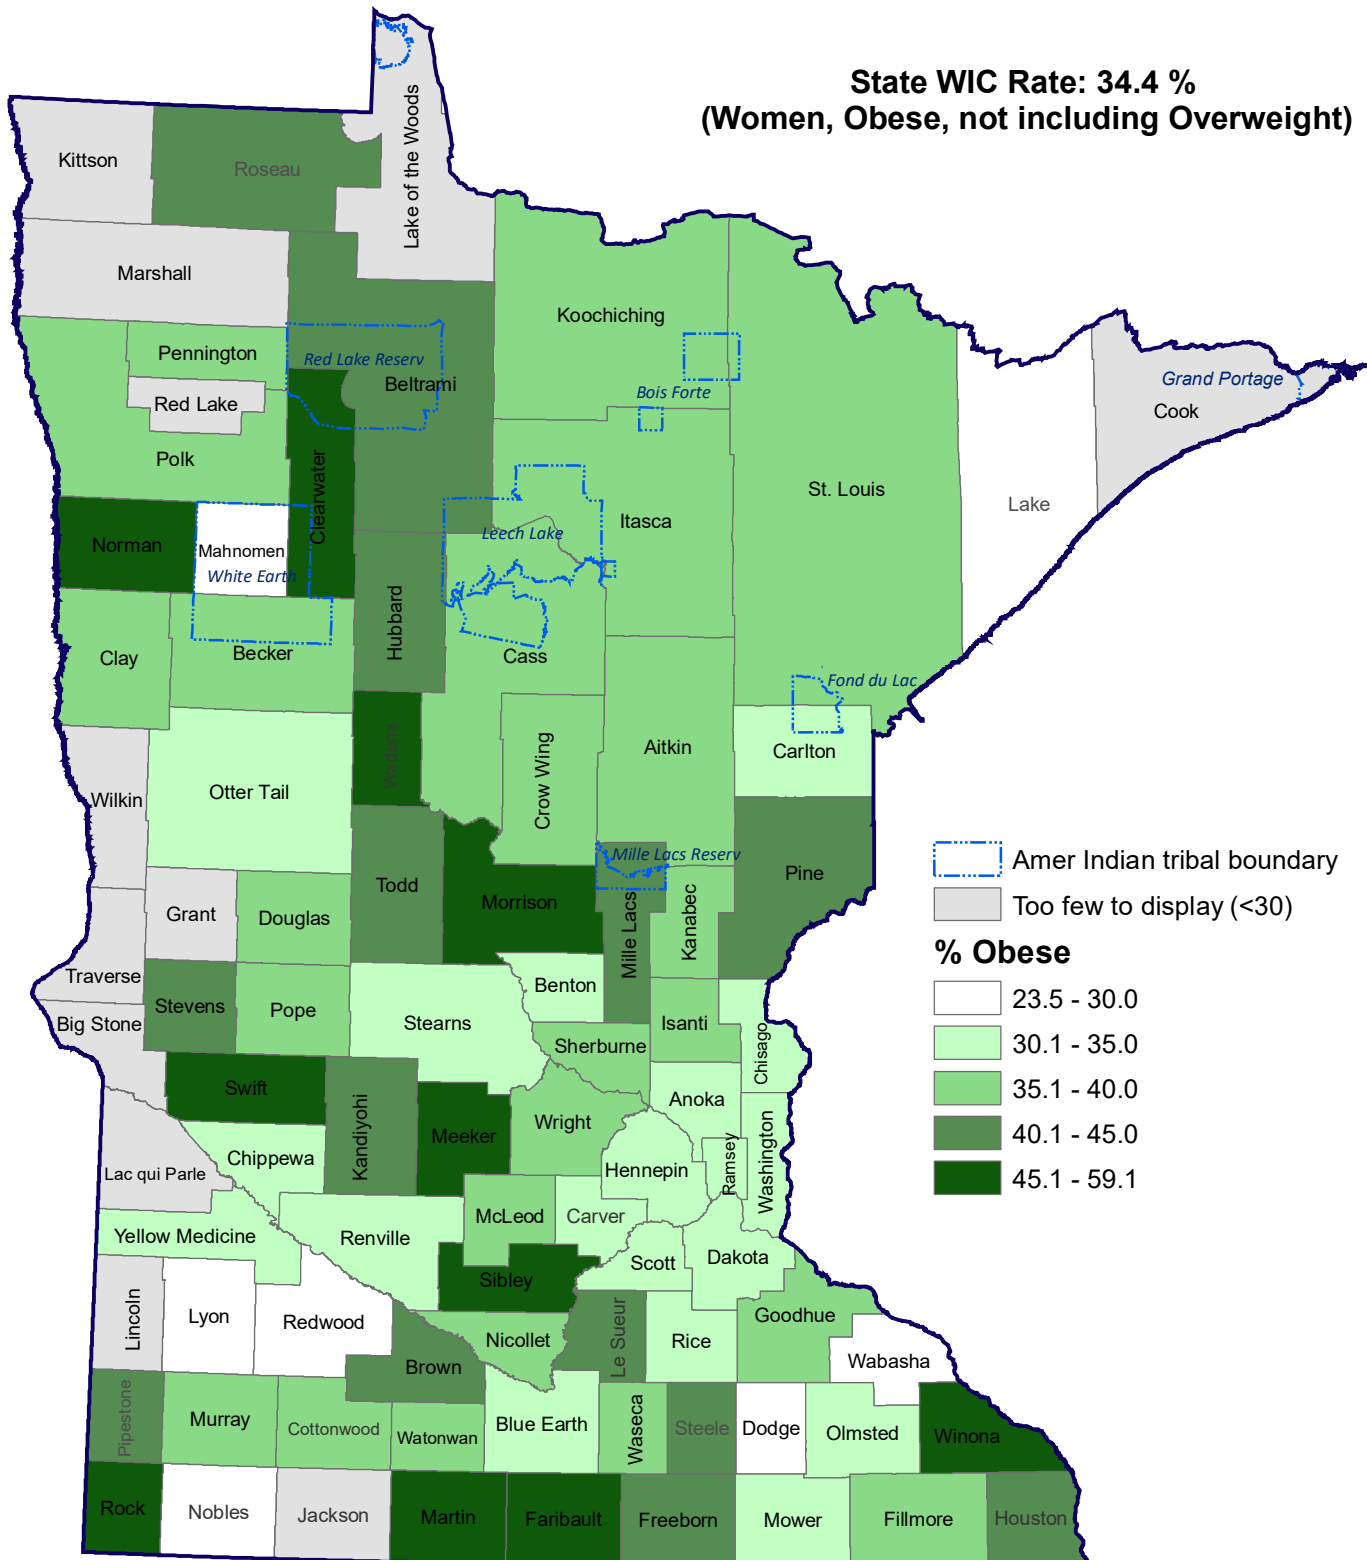 State WIC Rate: 34.4 %
(Women, Obese, not including Overweight)
Kittson
Roseau
Lake of the Woods
Marshall
Koochiching
Pennington
Red Lake Reserv
Beltrami
Red Lake
Bois Forte
Grand Portage
Cook
Polk
Clearwater
St. Louis
Lake
Norman
Mahnomen
White Earth
Leech Lake
Itasca
Hubbard
Clay
Becker
Cass
Fond du Lac
Wadena
Crow Wing
Aitkin
Carlton
Wilkin
Otter Tail
Mille Lacs Reserv
Pine
Todd
Morrison
Mille Lacs
Kanabec
Grant
Douglas
Traverse
Stevens
Pope
Benton
Big Stone
Stearns
Isanti
Sherburne
Chisago
Swift
Kandiyohi
Meeker
Wright
Anoka
Chippewa
Lac qui Parle
Hennepin
Ramsey
Washington
Yellow Medicine
Renville
McLeod
Carver
Scott
Dakota
Sibley
Lincoln
Lyon
Redwood
Nicollet
Le Sueur
Rice
Goodhue
Wabasha
Brown
Pipestone
Murray
Cottonwood
Watonwan
Blue Earth
Waseca
Steele
Dodge
Olmsted
Winona
Rock
Nobles
Jackson
Martin
Faribault
Freeborn
Mower
Fillmore
Houston
Amer Indian tribal boundary
Too few to display (<30)
% Obese
23.5 - 30.0
30.1 - 35.0
35.1 - 40.0
40.1 - 45.0
45.1 - 59.1